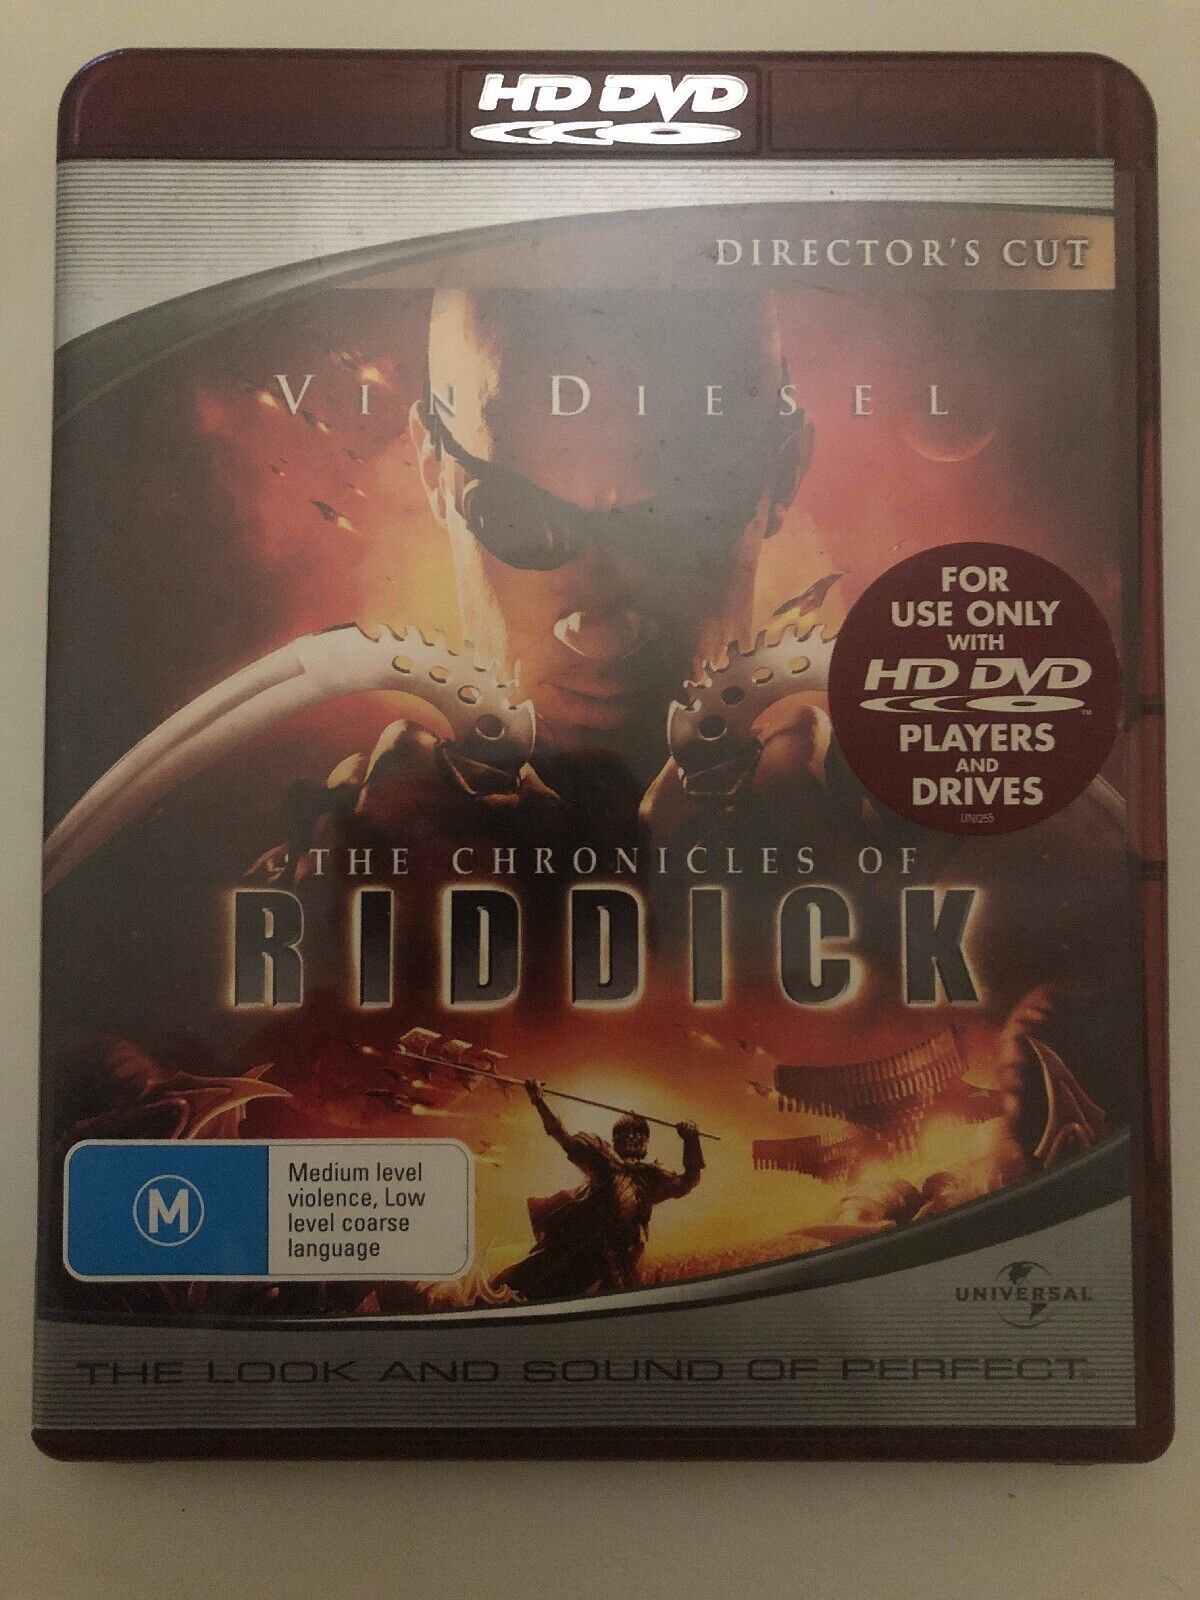 HD DVD
DIRECTOR'S CUT
VIN DIESEL
FOR
USE ONLY
WITH
HD DVD
PLAYERS
AND
DRIVES
UNI255
THE CHRONICLES OF
RIDDICK
M
Medium level
violence, Low
level coarse
language
UNIVERSAL
THE LOOK AND SOUND OF PERFECT